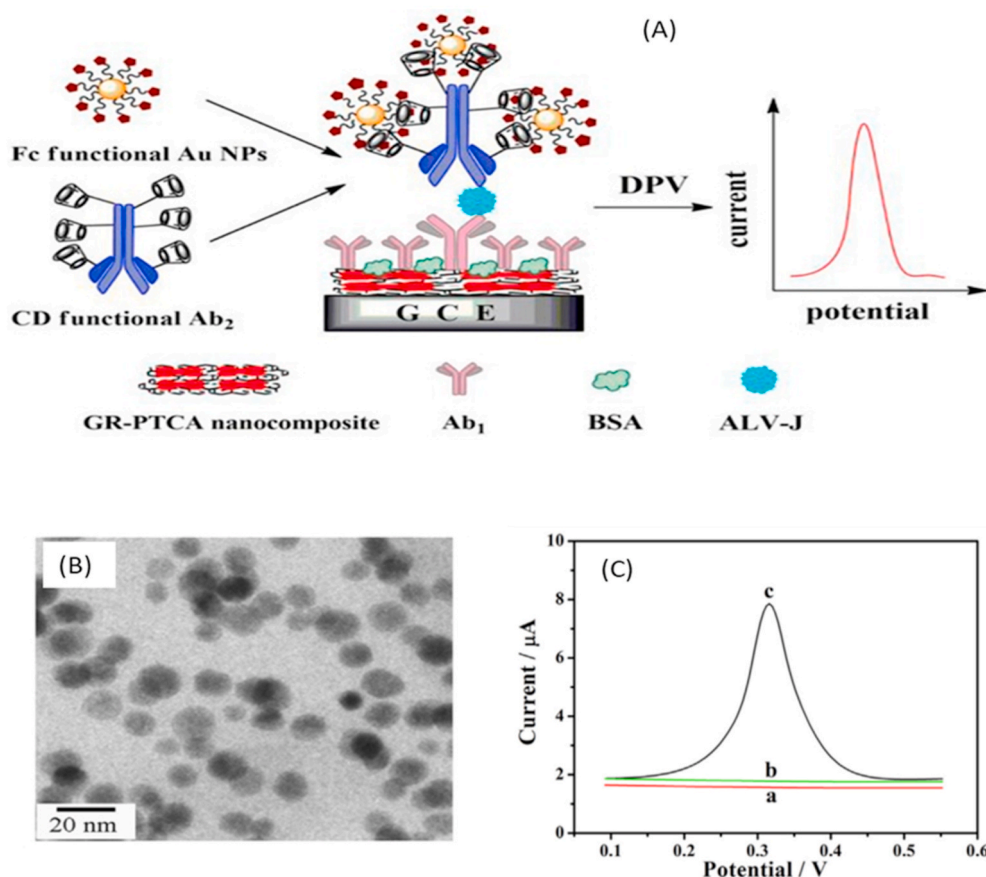 (A)
Fc functional Au NPs
CD functional Ab2
DPV
current
potential
G C E
GR-PTCA nanocomposite
Ab1
BSA
ALV-J
(B)
20 nm
(C)
10
8
6
4
2
0
Current / μA
c
b
a
0.1
0.2
0.3
0.4
0.5
0.6
Potential / V